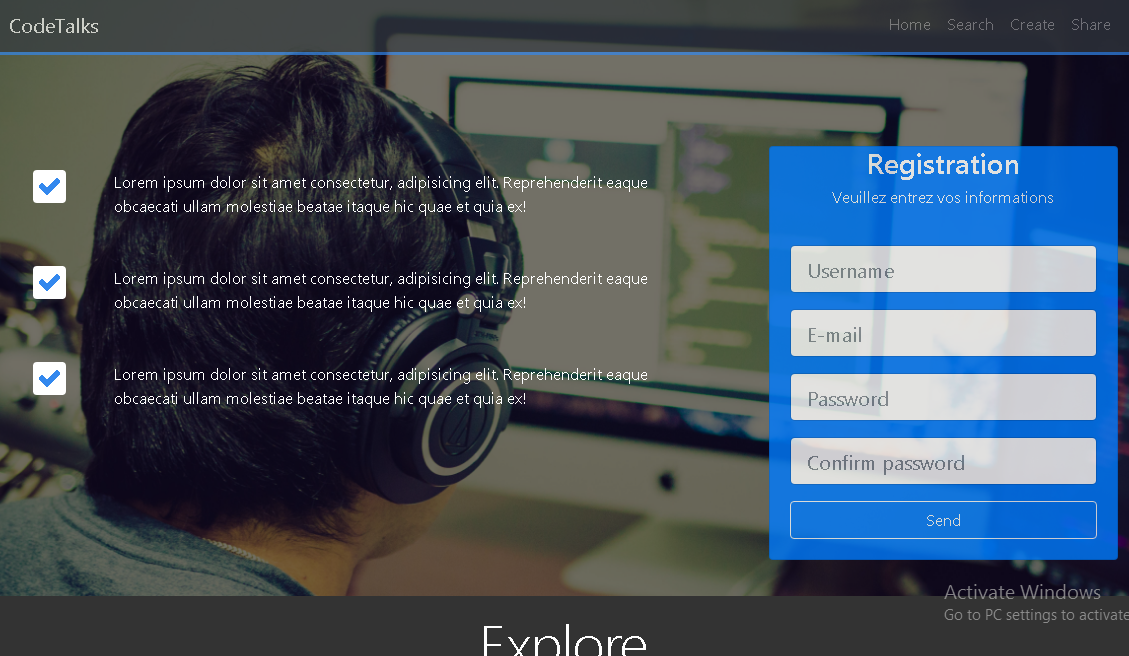 CodeTalks
Home Search Create Share
Lorem ipsum dolor sit amet consectetur, adipisicing elit. Reprehenderit eaque
obcaecati ullam molestiae beatae itaque hic quae et quia ex!
Lorem ipsum dolor sit amet consectetur, adipisicing elit. Reprehenderit eaque
obcaecati ullam molestiae beatae itaque hic quae et quia ex!
Lorem ipsum dolor sit amet consectetur, adipisicing elit. Reprehenderit eaque
obcaecati ullam molestiae beatae itaque hic quae et quia ex!
Registration
Veuillez entrez vos informations
Username
E-mail
Password
Confirm password
Send
Activate Windows
Go to PC settings to activate
Explore